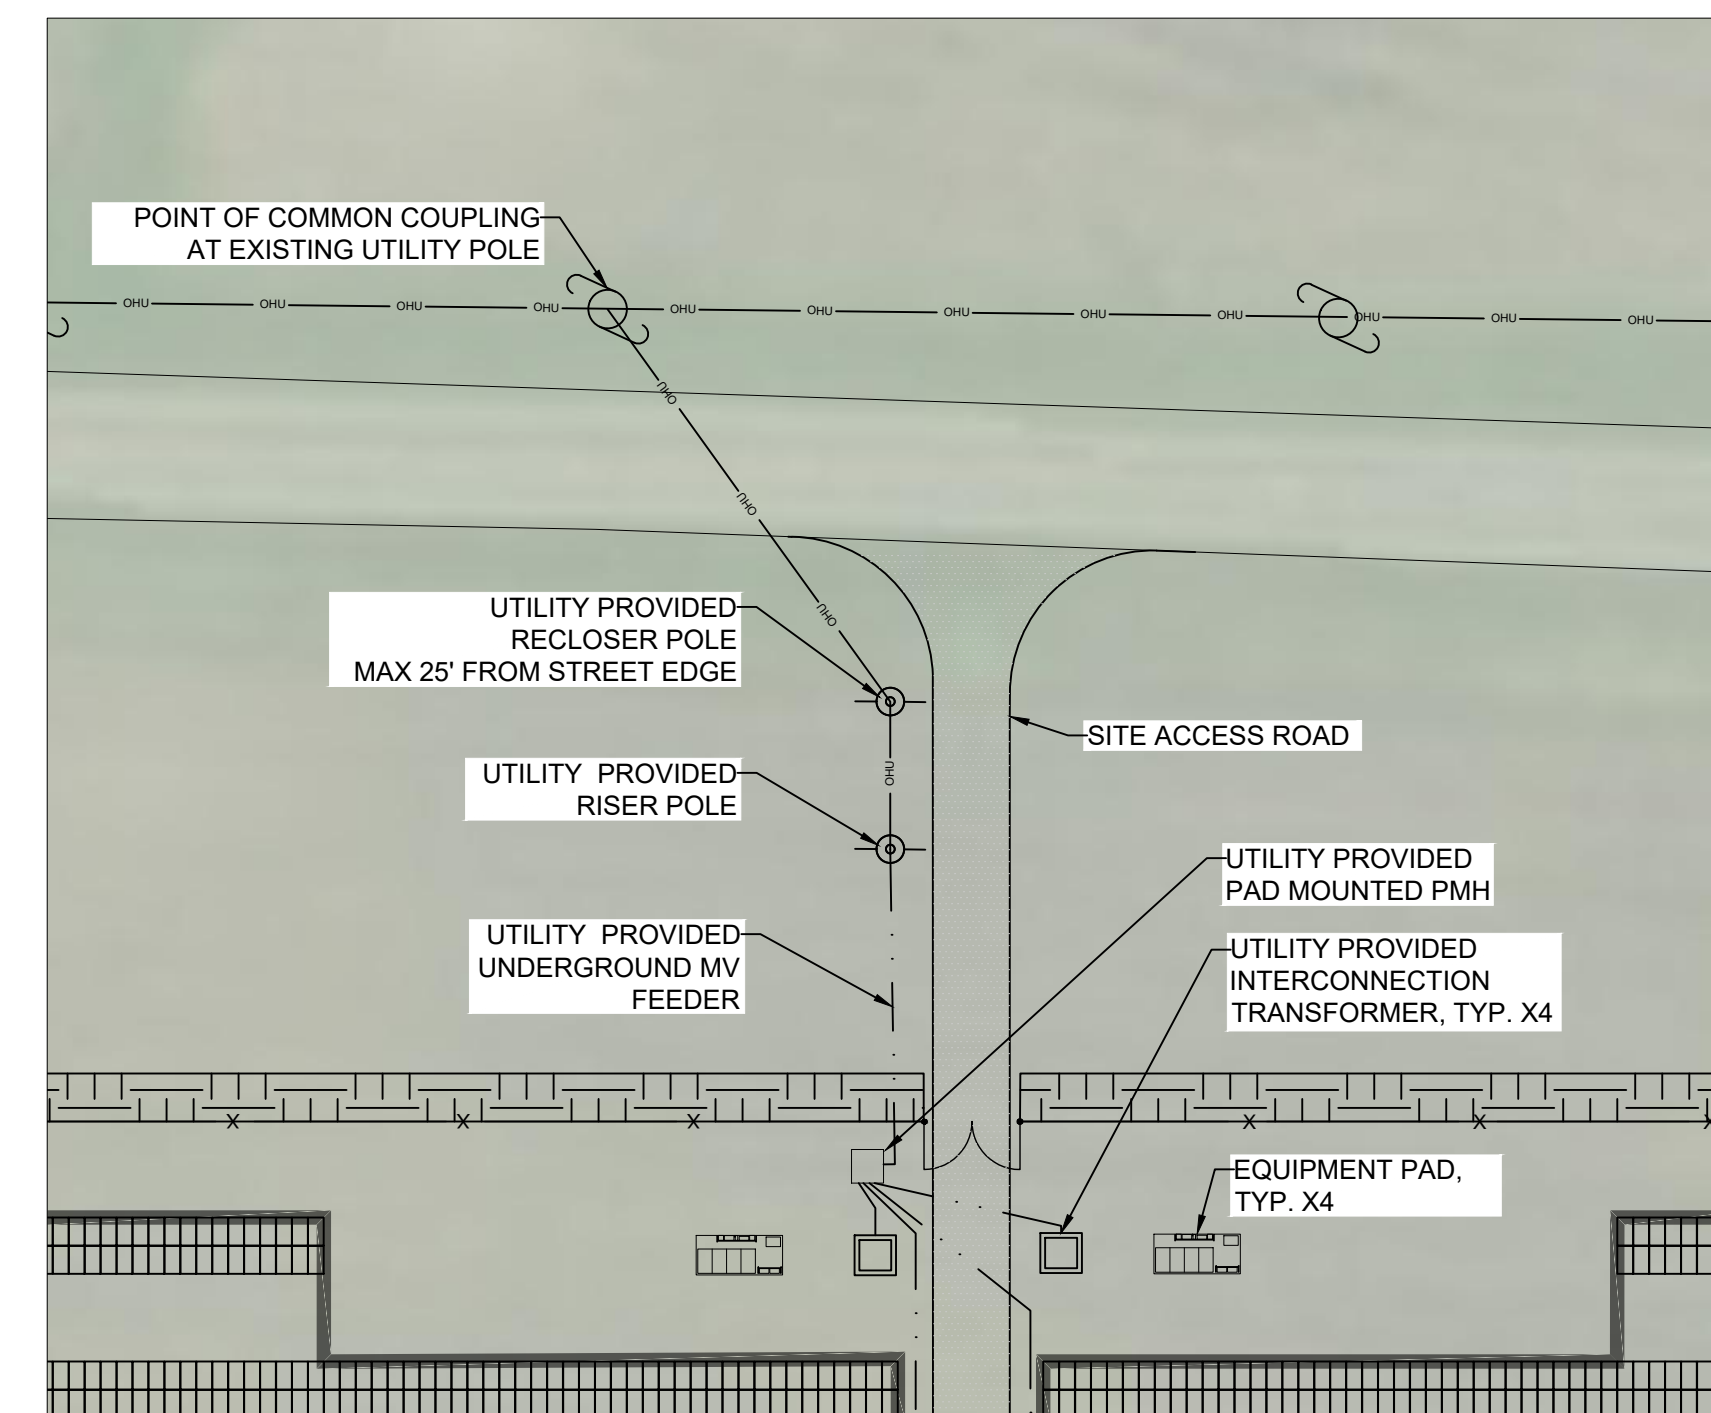 POINT OF COMMON COUPLING
AT EXISTING UTILITY POLE
OHU OHU OHU OHU OHU OHU OHU OHU OHU OHU OHU OHU
OHU
OHU
OHU
UTILITY PROVIDED
RECLOSER POLE
MAX 25' FROM STREET EDGE
SITE ACCESS ROAD
OHU
UTILITY PROVIDED
RISER POLE
UTILITY PROVIDED
PAD MOUNTED PMH
UTILITY PROVIDED
UNDERGROUND MV
FEEDER
UTILITY PROVIDED
INTERCONNECTION
TRANSFORMER, TYP. X4
X X X X X X
EQUIPMENT PAD,
TYP. X4